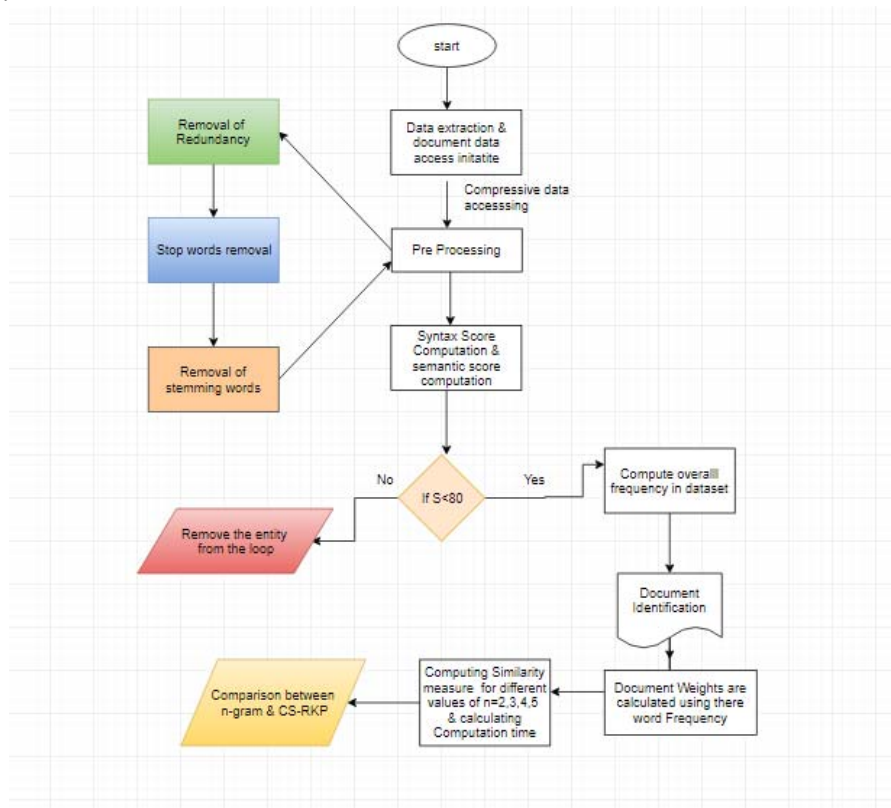 start
Data extraction &
document data
access initatite
Compressive data
accesssing
Pre Processing
Removal of
Redundancy
Stop words removal
Removal of
stemming words
Syntax Score
Computation &
semantic score
computation
If S<80
No
Yes
Remove the entity
from the loop
Compute overall
frequency in dataset
Document
Identification
Document Weights are
calculated using there
word Frequency
Computing Similarity
measure for different
values of n=2,3,4,5
& calculating
Computation time
Comparison between
n-gram & CS-RKP